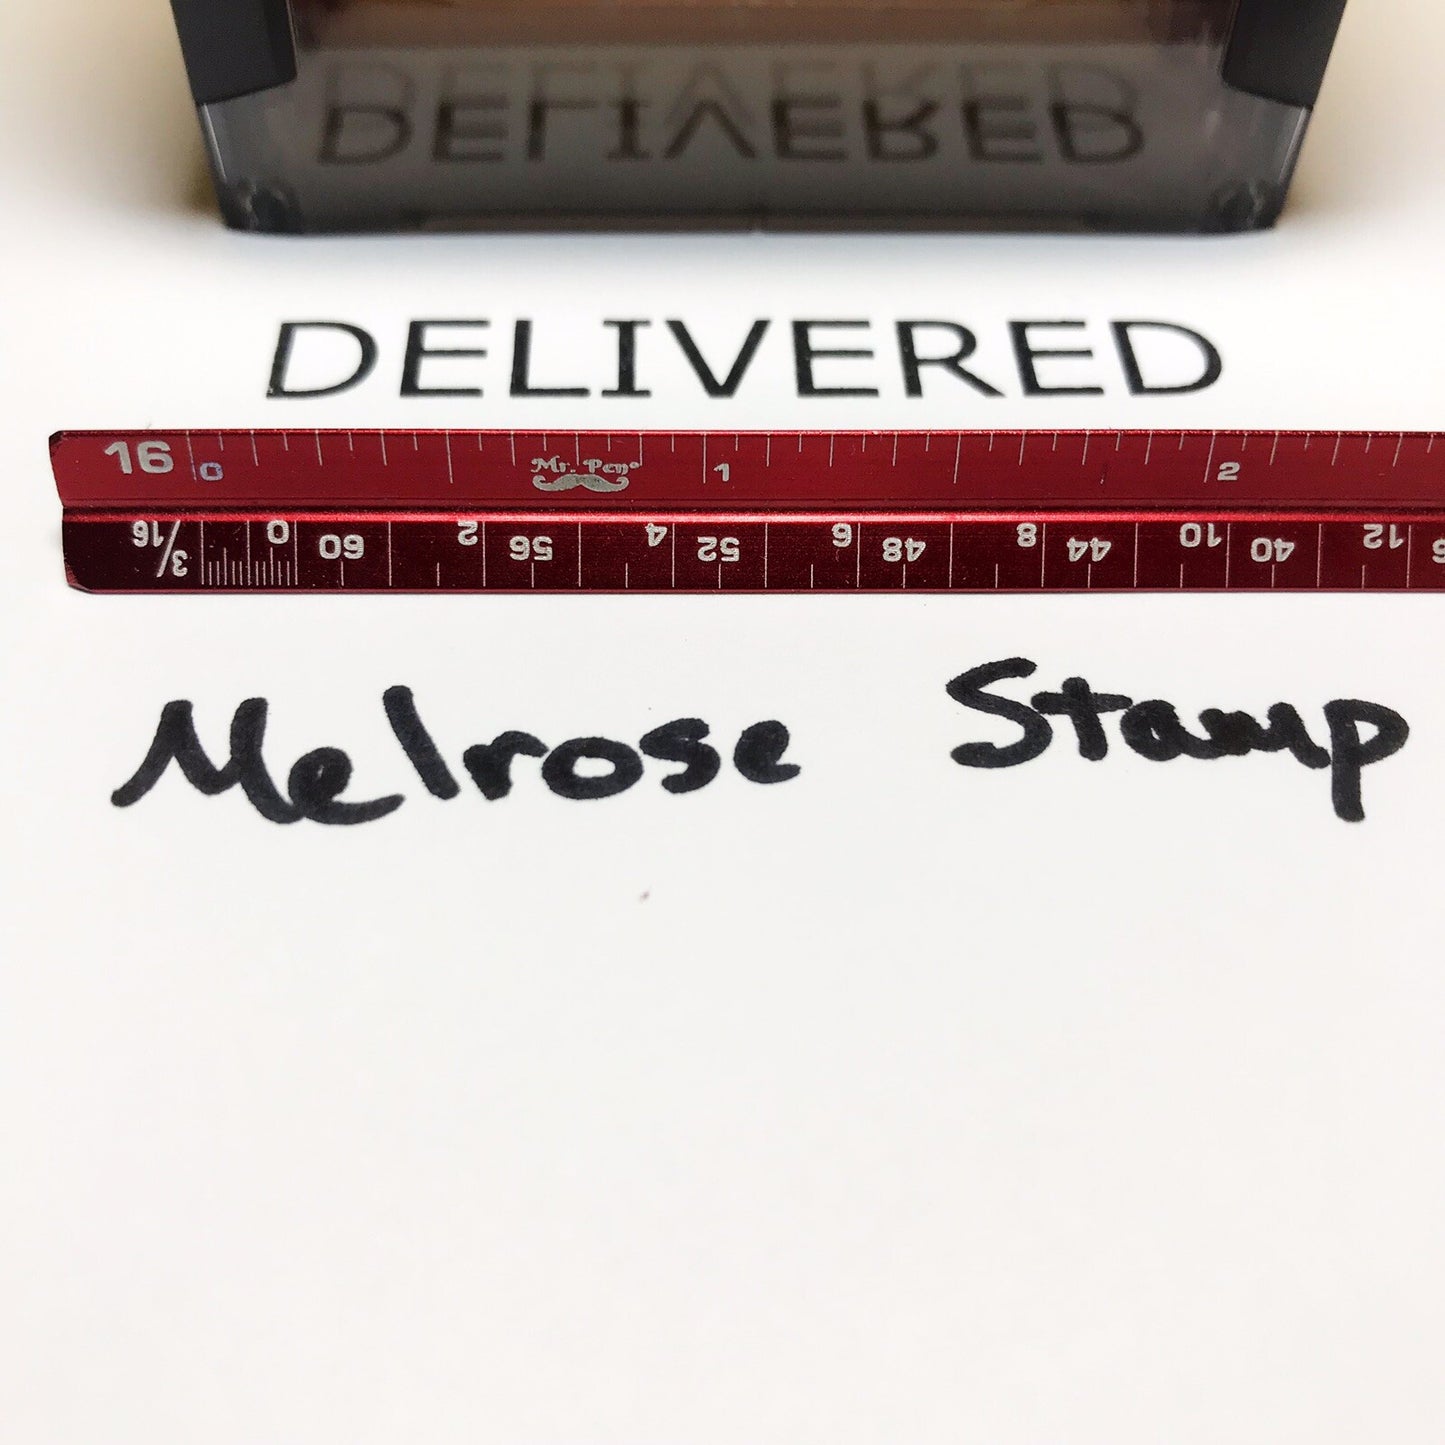 DELIVERED
DELIVERED
16 0 Mr. Pen® 1 2
3/16 0 60 2 56 4 52 6 48 8 44 10 40 12
Melrose Stamp